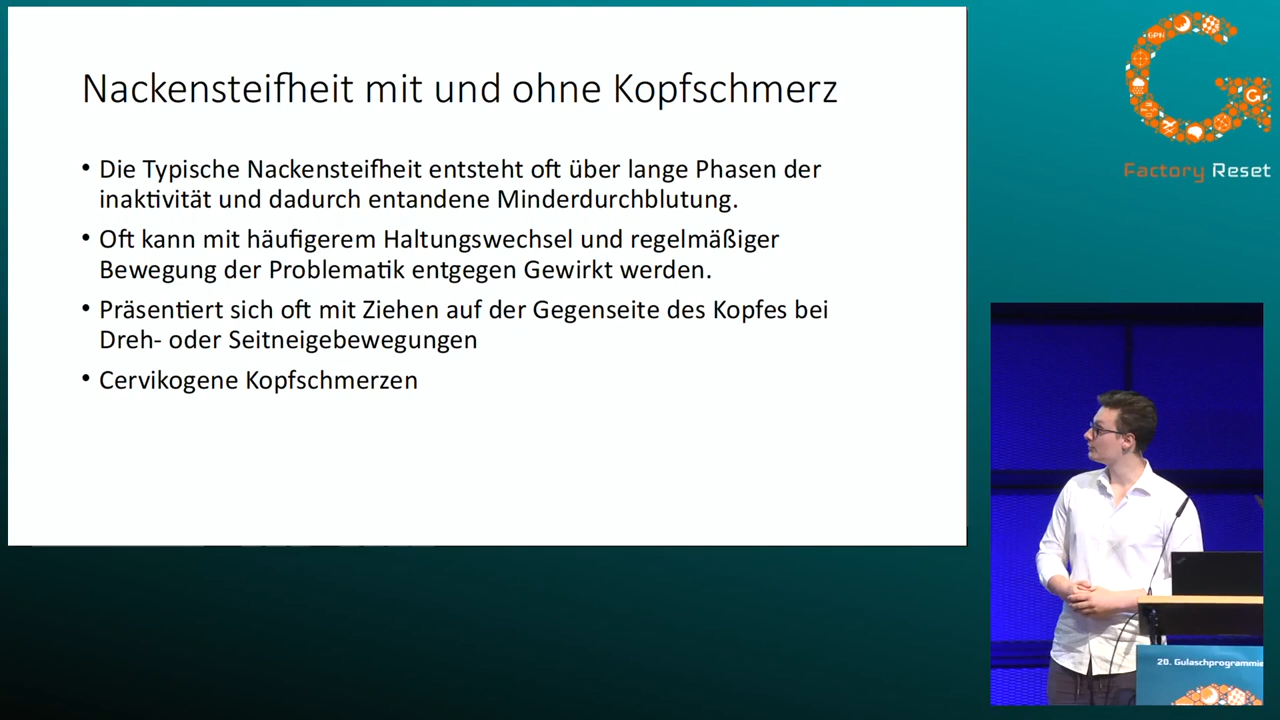 Nackensteifheit mit und ohne Kopfschmerz
• Die Typische Nackensteifheit entsteht oft über lange Phasen der
inaktivität und dadurch entandene Minderdurchblutung.
• Oft kann mit häufigerem Haltungswechsel und regelmäßiger
Bewegung der Problematik entgegen Gewirkt werden.
• Präsentiert sich oft mit Ziehen auf der Gegenseite des Kopfes bei
Dreh- oder Seitneigebewegungen
• Cervikogene Kopfschmerzen
GPN
G
Factory Reset
20. Gulaschprogrammie